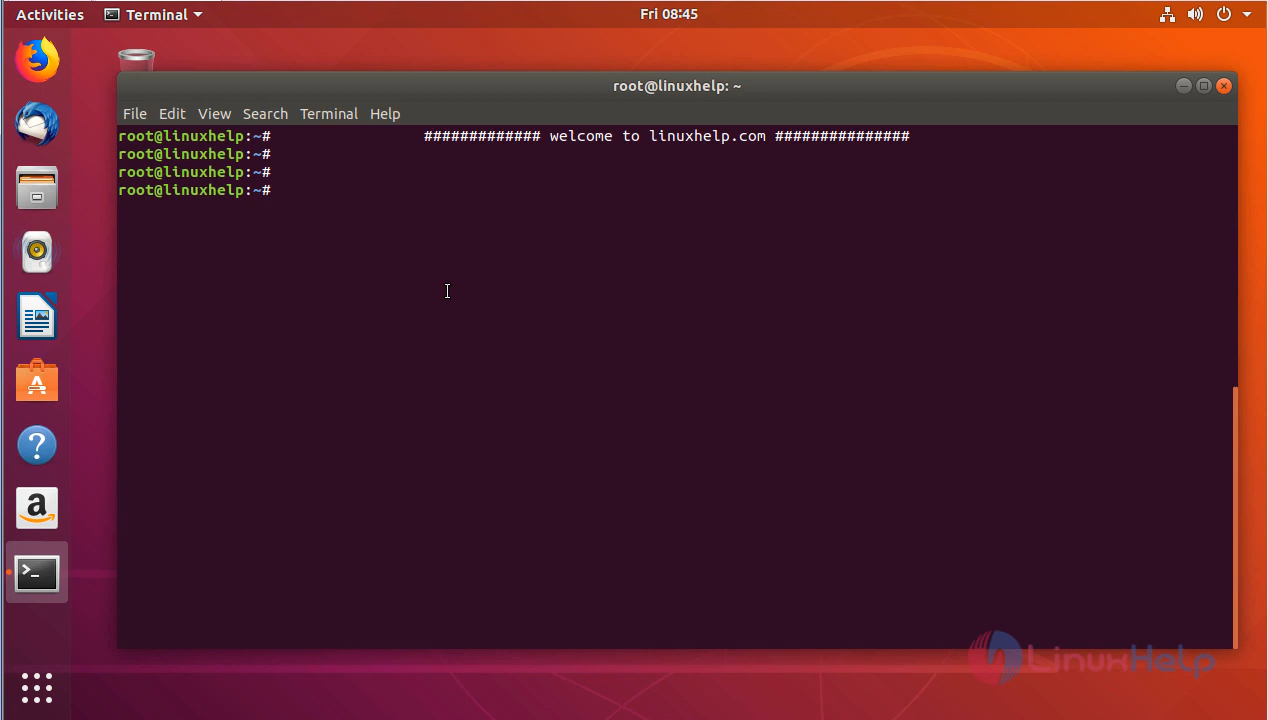 Activities Terminal Fri 08:45
root@linuxhelp: ~
File Edit View Search Terminal Help
root@linuxhelp:~# ############# welcome to linuxhelp.com ###############
root@linuxhelp:~#
root@linuxhelp:~#
root@linuxhelp:~#
LinuxHelp